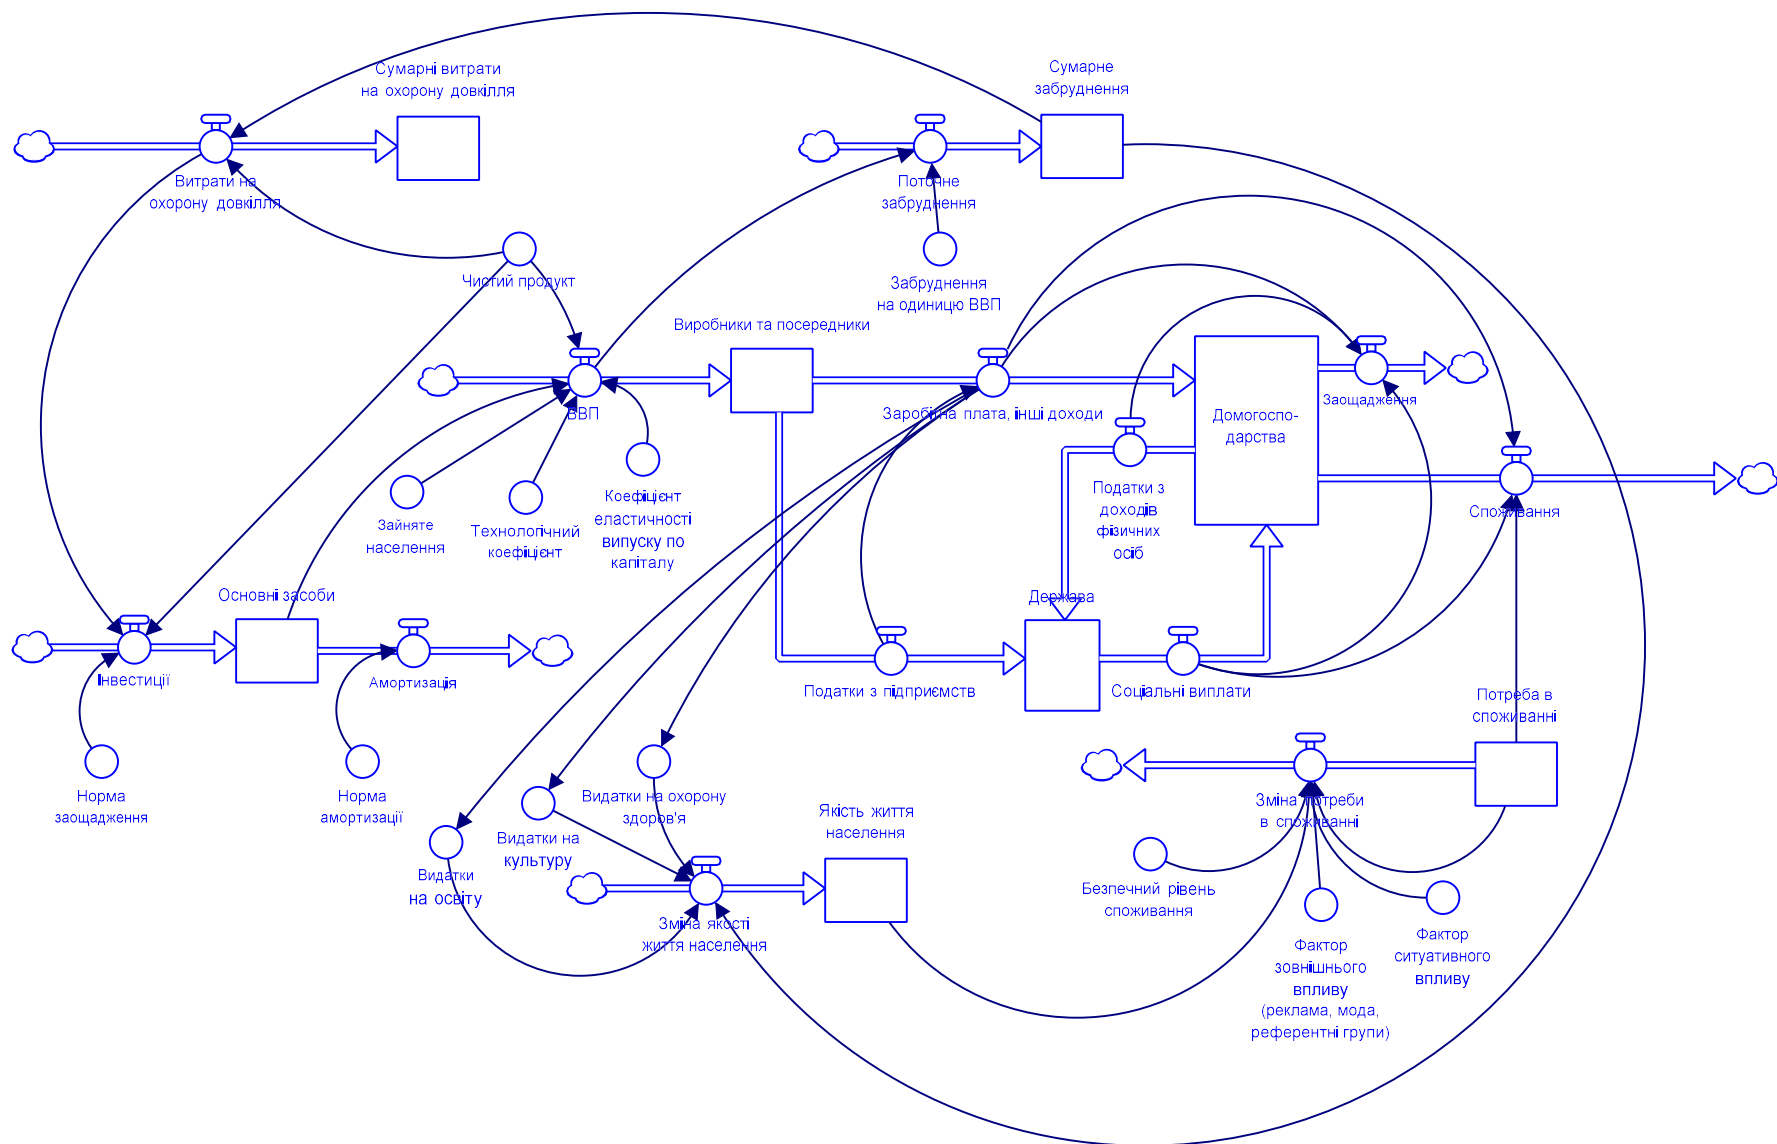 Сумарні витрати
на охорону довкілля
Сумарне
забруднення
Витрати на
охорону довкілля
Поточне
забруднення
Чистий продукт
Забруднення
на одиницю ВВП
Виробники та посередники
ВВП
Заробітна плата, інші доходи
Домогоспо-
дарства
Заощадження
Зайняте
населення
Технологічний
коефіцієнт
Коефіцієнт
еластичності
випуску по
капіталу
Податки з
доходів
фізичних
осіб
Споживання
Основні засоби
Держава
Інвестиції
Амортизація
Податки з підприємств
Соціальні виплати
Потреба в
споживанні
Норма
заощадження
Норма
амортизації
Видатки на охорону
здоров'я
Якість життя
населення
Зміна потреби
в споживанні
Видатки на
культуру
Видатки
на освіту
Безпечний рівень
споживання
Зміна якості
життя населення
Фактор
зовнішнього
впливу
(реклама, мода,
референтні групи)
Фактор
ситуативного
впливу